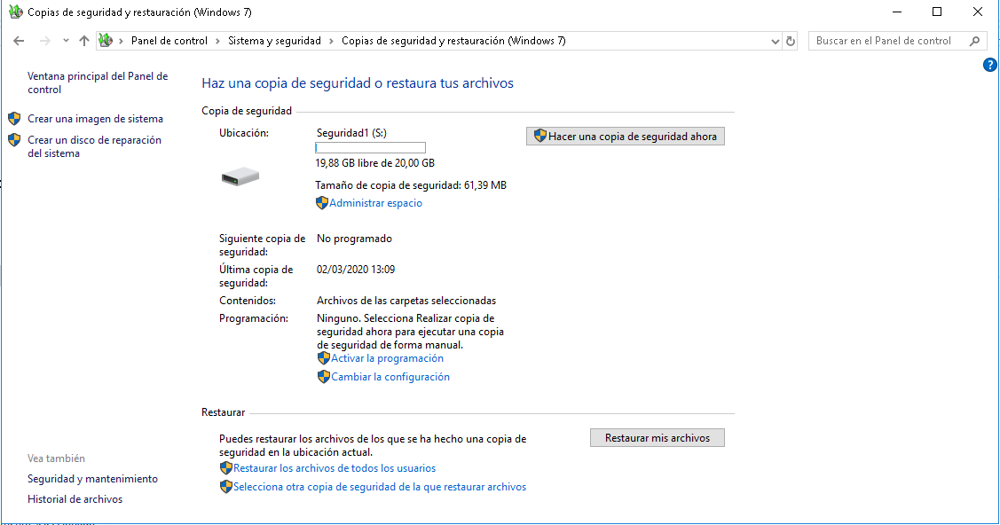 Copias de seguridad y restauración (Windows 7)
Panel de control > Sistema y seguridad > Copias de seguridad y restauración (Windows 7)
Buscar en el Panel de control
?
Ventana principal del Panel de
control
Crear una imagen de sistema
Crear un disco de reparación
del sistema
Haz una copia de seguridad o restaura tus archivos
Copia de seguridad
Ubicación:
Seguridad1 (S:)
Hacer una copia de seguridad ahora
19,88 GB libre de 20,00 GB
Tamaño de copia de seguridad: 61,39 MB
Administrar espacio
Siguiente copia de
seguridad:
No programado
Última copia de
seguridad:
02/03/2020 13:09
Contenidos:
Archivos de las carpetas seleccionadas
Programación:
Ninguno. Selecciona Realizar copia de
seguridad ahora para ejecutar una copia
de seguridad de forma manual.
Activar la programación
Cambiar la configuración
Restaurar
Puedes restaurar los archivos de los que se ha hecho una copia de
seguridad en la ubicación actual.
Restaurar mis archivos
Restaurar los archivos de todos los usuarios
Selecciona otra copia de seguridad de la que restaurar archivos
Vea también
Seguridad y mantenimiento
Historial de archivos